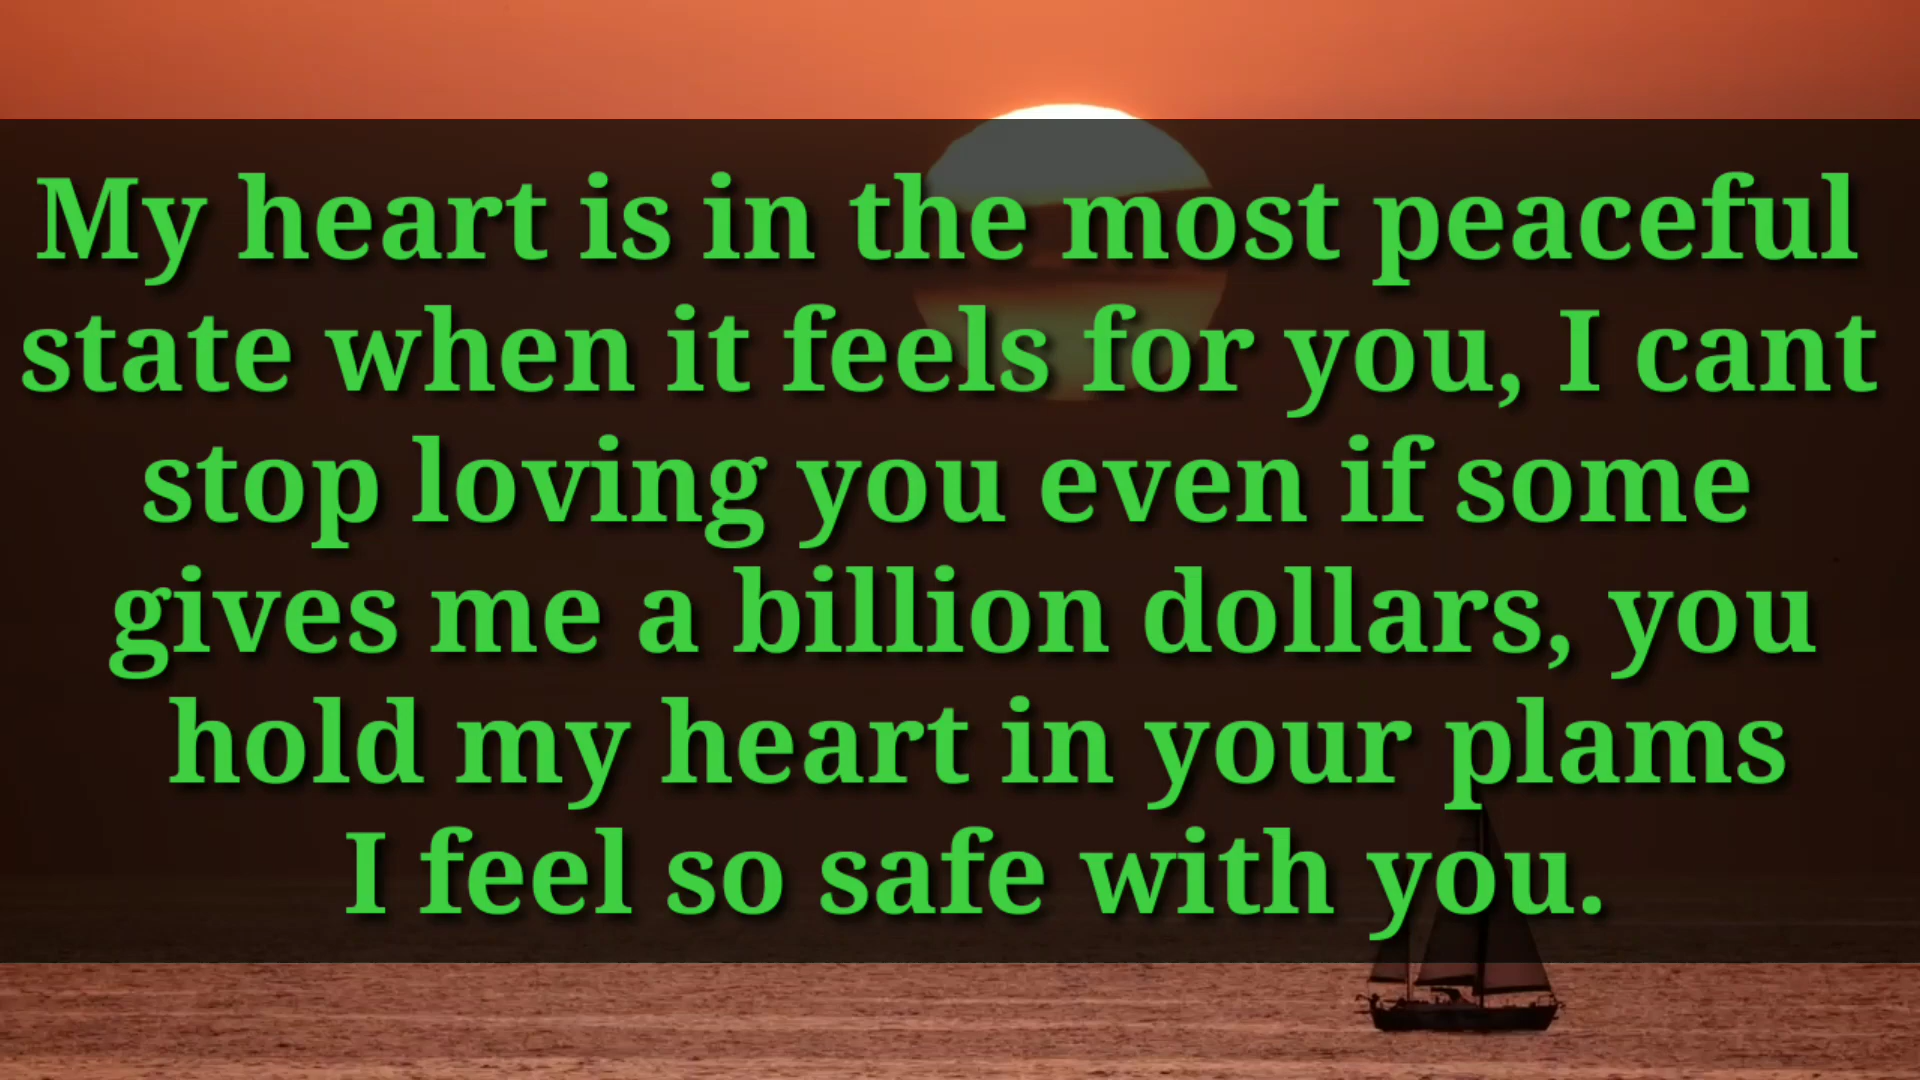 My heart is in the most peaceful
state when it feels for you, I cant
stop loving you even if some
gives me a billion dollars, you
hold my heart in your plams
I feel so safe with you.